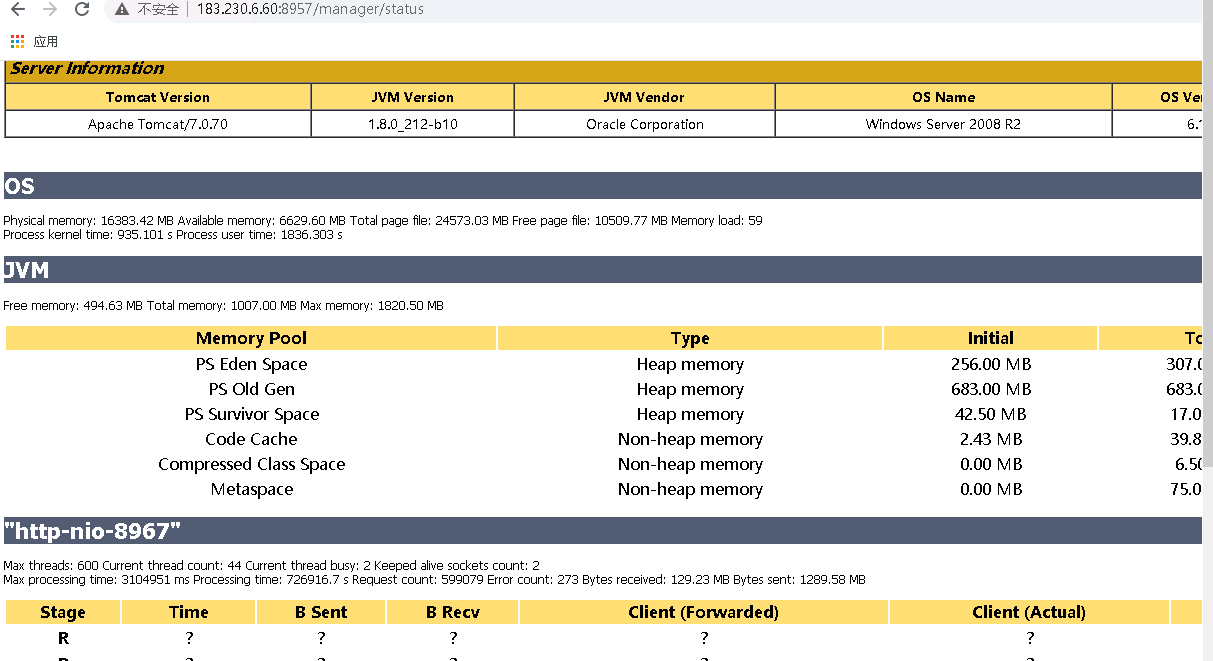 不安全 183.230.6.60:8957/manager/status
应用
Server Information
Tomcat Version JVM Version JVM Vendor OS Name OS Ve
Apache Tomcat/7.0.70 1.8.0_212-b10 Oracle Corporation Windows Server 2008 R2 6.
OS
Physical memory: 16383.42 MB Available memory: 6629.60 MB Total page file: 24573.03 MB Free page file: 10509.77 MB Memory load: 59
Process kernel time: 935.101 s Process user time: 1836.303 s
JVM
Free memory: 494.63 MB Total memory: 1007.00 MB Max memory: 1820.50 MB
Memory Pool Type Initial To
PS Eden Space Heap memory 256.00 MB 307.0
PS Old Gen Heap memory 683.00 MB 683.0
PS Survivor Space Heap memory 42.50 MB 17.0
Code Cache Non-heap memory 2.43 MB 39.8
Compressed Class Space Non-heap memory 0.00 MB 6.50
Metaspace Non-heap memory 0.00 MB 75.0
"http-nio-8967"
Max threads: 600 Current thread count: 44 Current thread busy: 2 Keeped alive sockets count: 2
Max processing time: 3104951 ms Processing time: 726916.7 s Request count: 599079 Error count: 273 Bytes received: 129.23 MB Bytes sent: 1289.58 MB
Stage Time B Sent B Recv Client (Forwarded) Client (Actual)
R ? ? ? ? ?